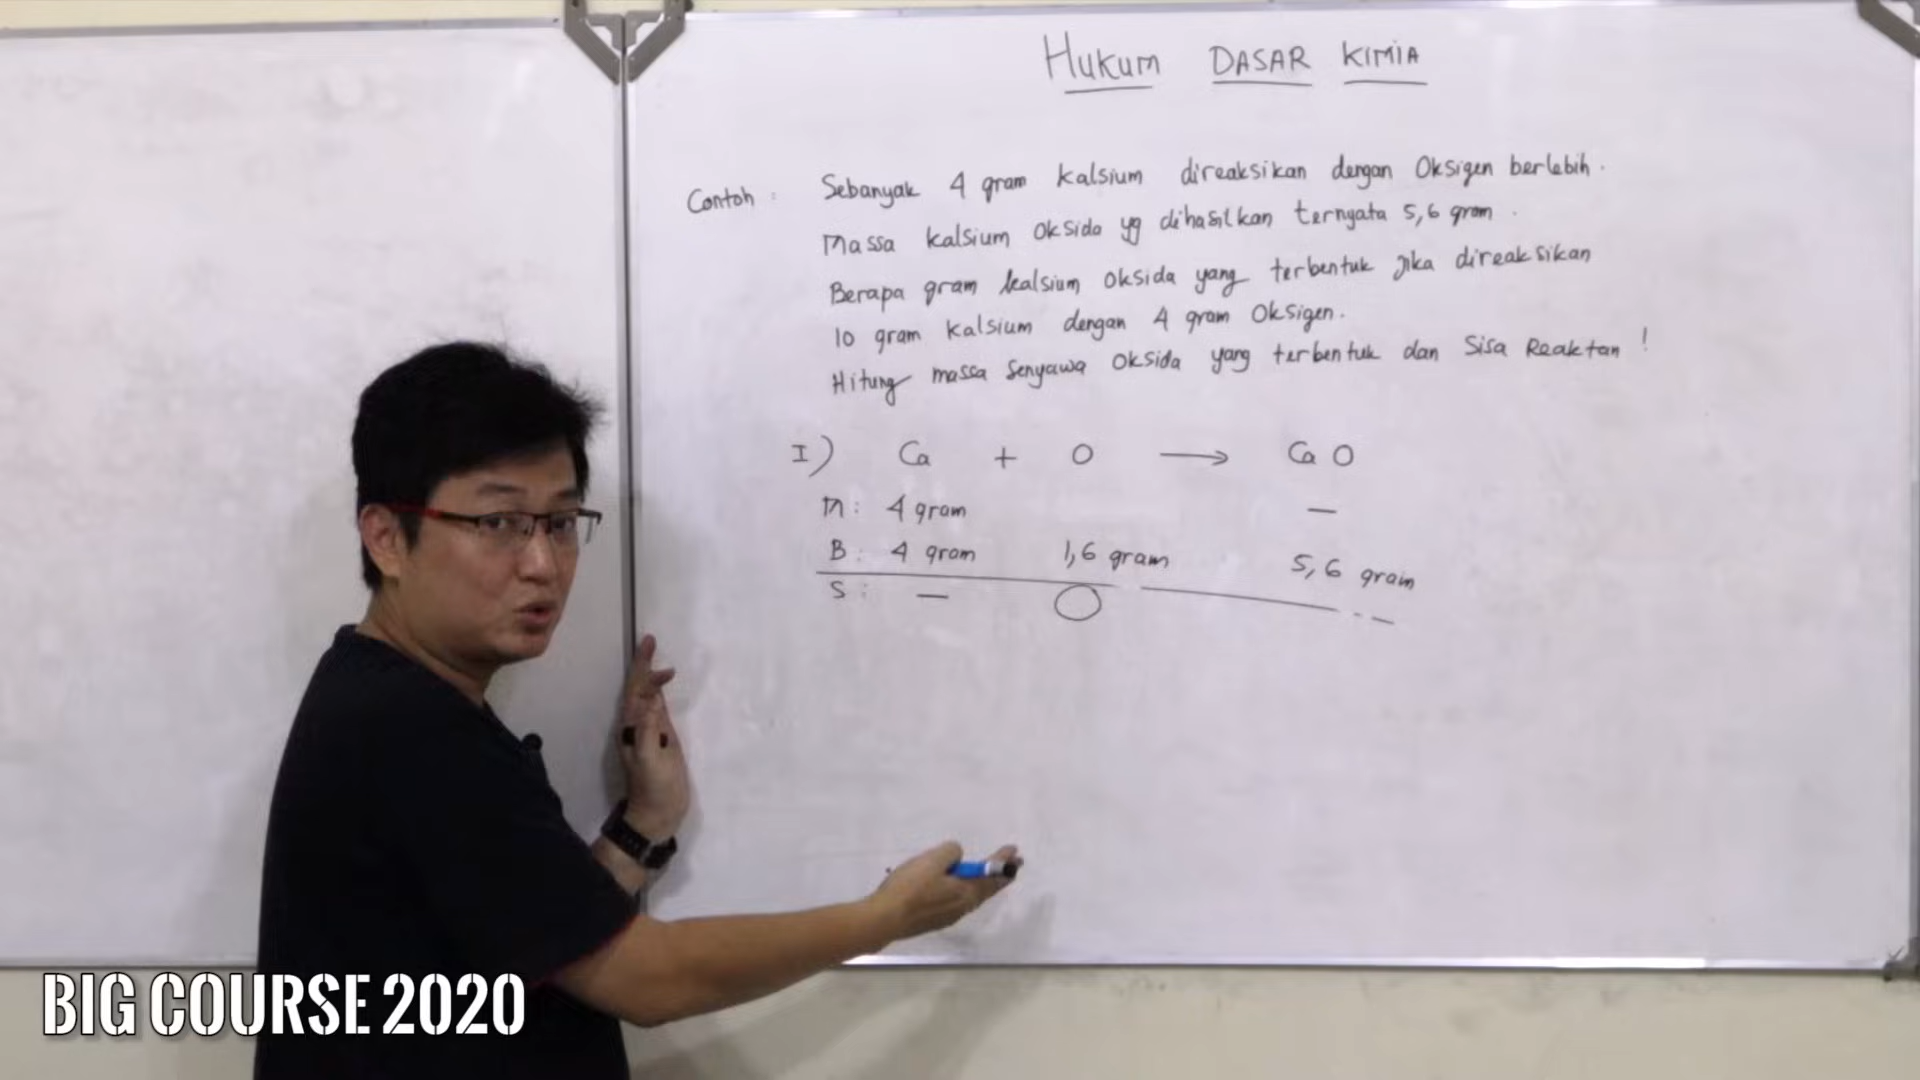 Hukum DASAR KIMIA
Contoh : Sebanyak 4 gram kalsium direaksikan dengan Oksigen berlebih.
Massa kalsium oksida yg dihasilkan ternyata 5,6 gram.
Berapa gram kalsium oksida yang terbentuk jika direaksikan
10 gram kalsium dengan 4 gram Oksigen.
Hitung massa senyawa oksida yang terbentuk dan Sisa Reaktan !
I) Ca + O → CaO
M: 4 gram —
B: 4 gram 1,6 gram 5,6 gram
S: —
BIG COURSE 2020